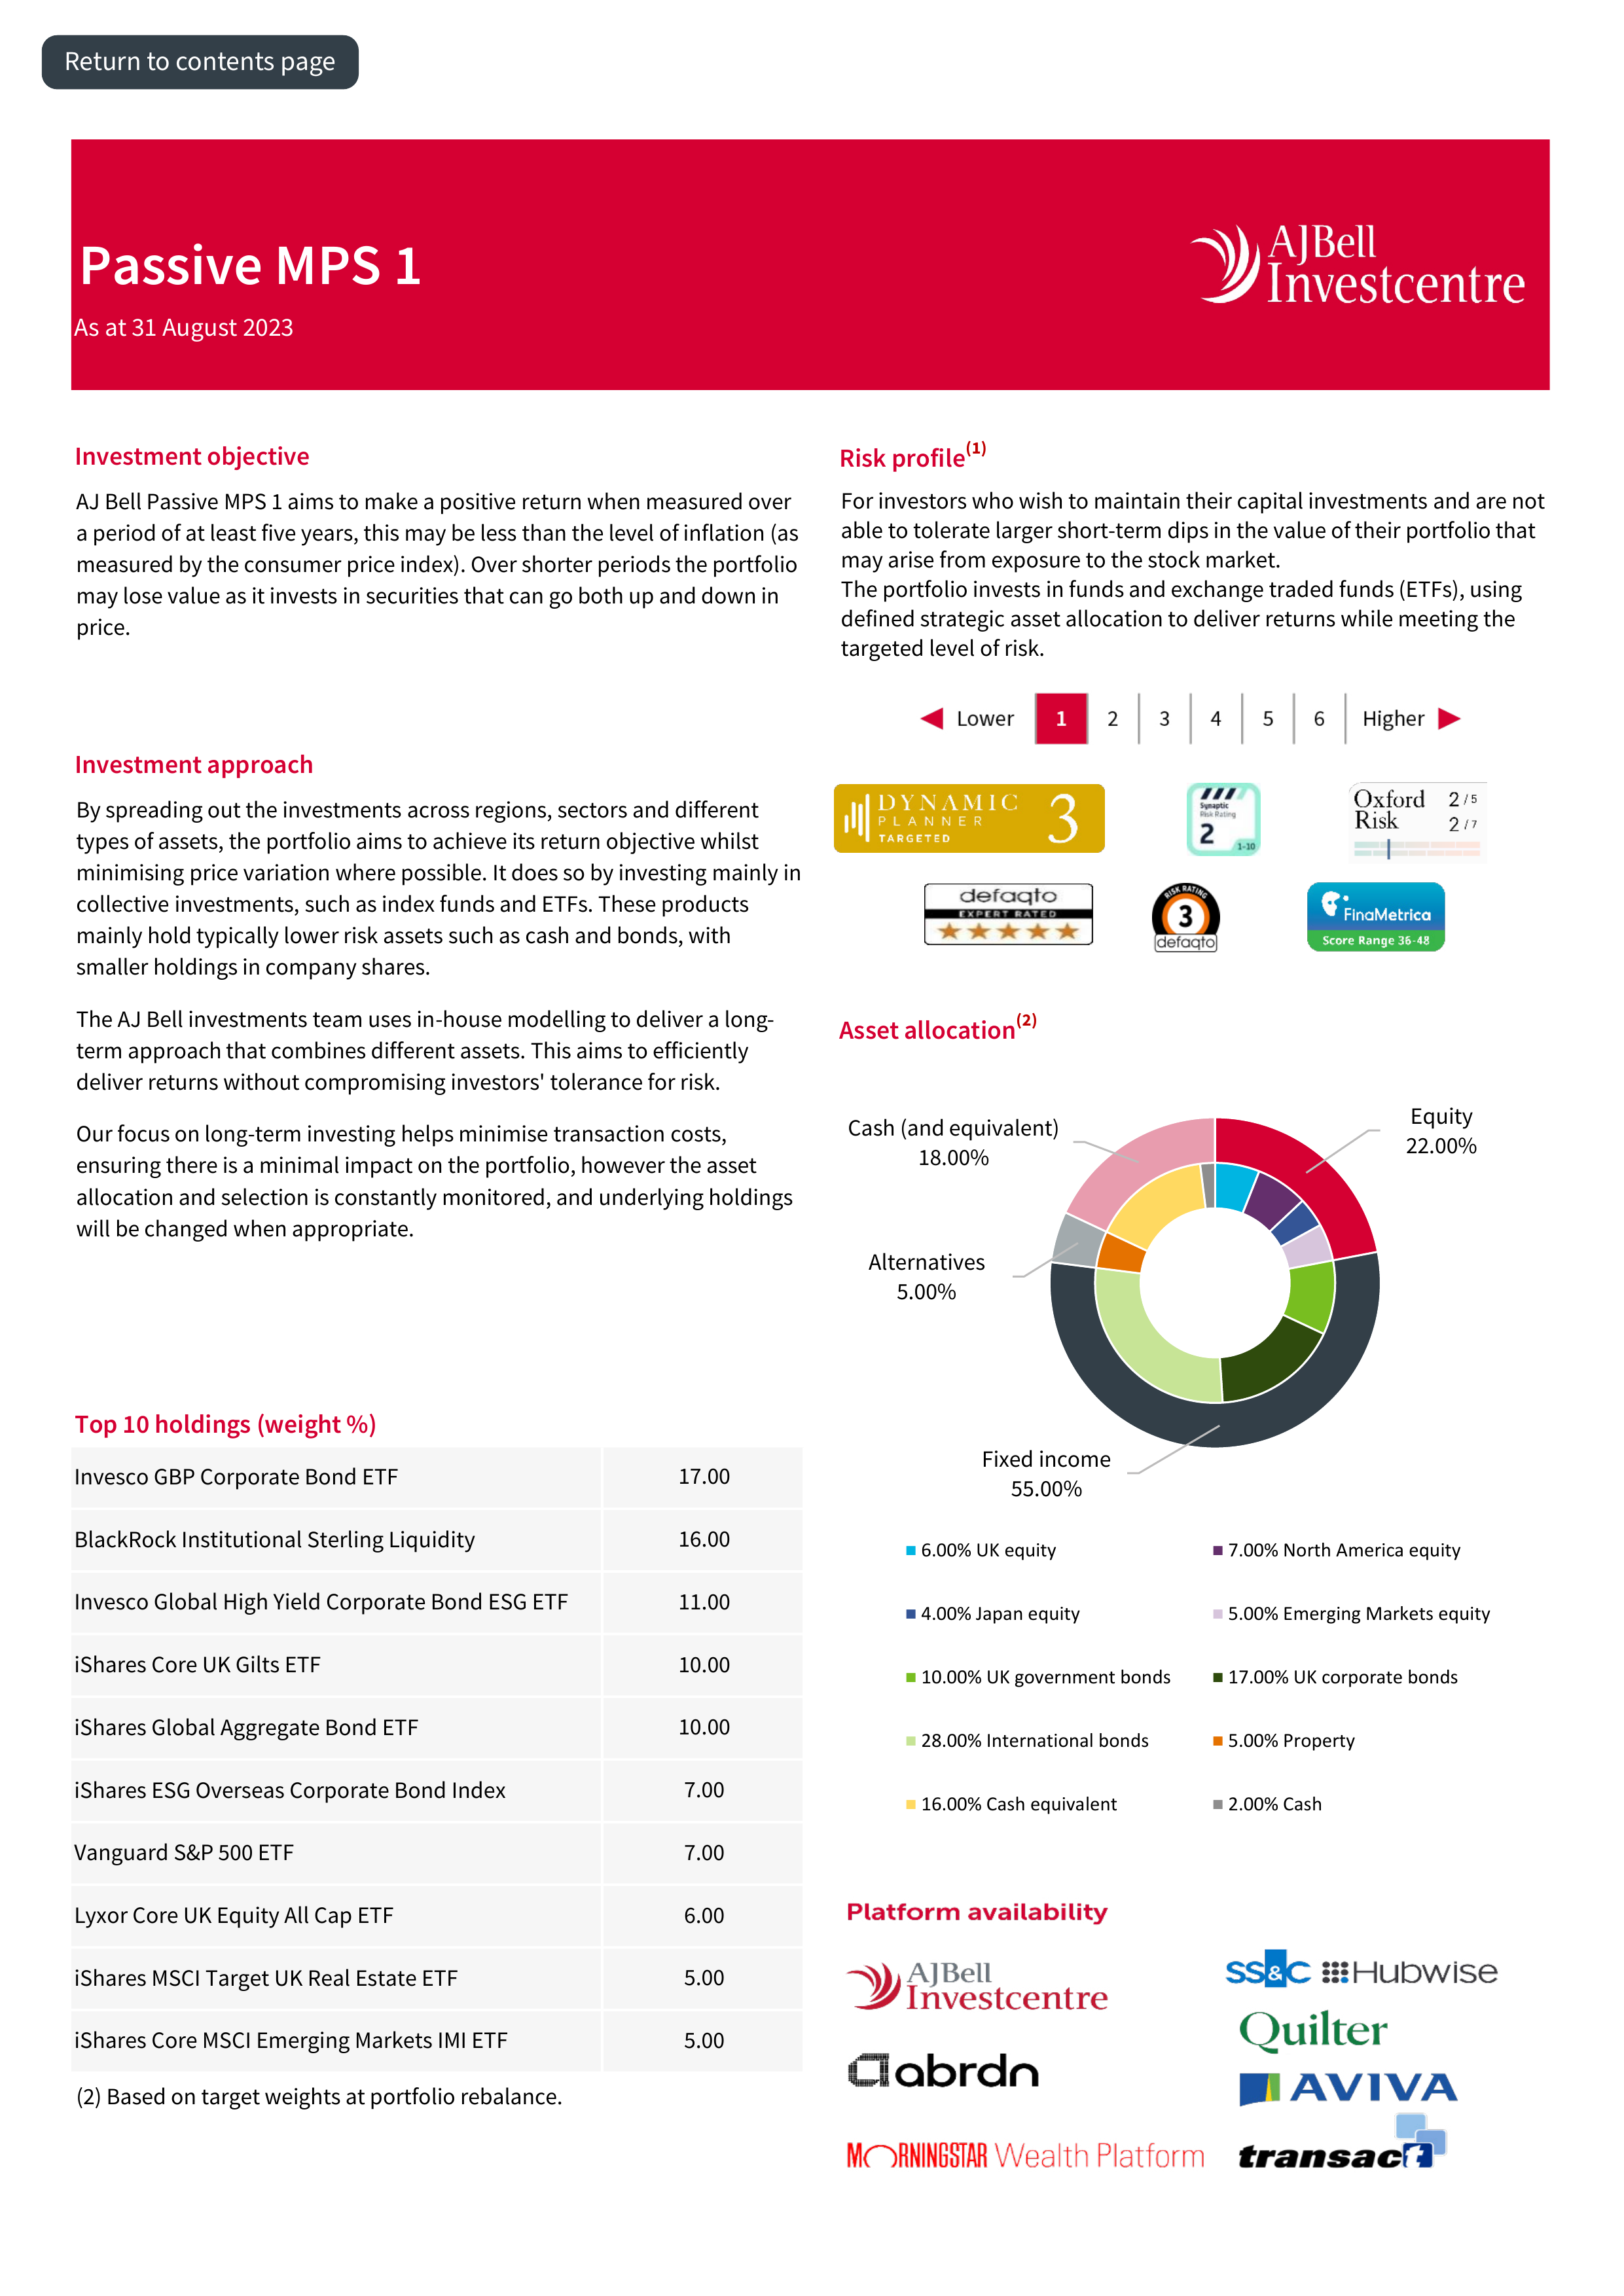 Return to contents page
Passive MPS 1
As at 31 August 2023
AJBell
Investcentre
Investment objective
AJ Bell Passive MPS 1 aims to make a positive return when measured over
a period of at least five years, this may be less than the level of inflation (as
measured by the consumer price index). Over shorter periods the portfolio
may lose value as it invests in securities that can go both up and down in
price.
Investment approach
By spreading out the investments across regions, sectors and different
types of assets, the portfolio aims to achieve its return objective whilst
minimising price variation where possible. It does so by investing mainly in
collective investments, such as index funds and ETFs. These products
mainly hold typically lower risk assets such as cash and bonds, with
smaller holdings in company shares.
The AJ Bell investments team uses in-house modelling to deliver a long-
term approach that combines different assets. This aims to efficiently
deliver returns without compromising investors' tolerance for risk.
Our focus on long-term investing helps minimise transaction costs,
ensuring there is a minimal impact on the portfolio, however the asset
allocation and selection is constantly monitored, and underlying holdings
will be changed when appropriate.
Top 10 holdings (weight %)
Invesco GBP Corporate Bond ETF 17.00
BlackRock Institutional Sterling Liquidity 16.00
Invesco Global High Yield Corporate Bond ESG ETF 11.00
iShares Core UK Gilts ETF 10.00
iShares Global Aggregate Bond ETF 10.00
iShares ESG Overseas Corporate Bond Index 7.00
Vanguard S&P 500 ETF 7.00
Lyxor Core UK Equity All Cap ETF 6.00
iShares MSCI Target UK Real Estate ETF 5.00
iShares Core MSCI Emerging Markets IMI ETF 5.00
(2) Based on target weights at portfolio rebalance.
Risk profile(1)
For investors who wish to maintain their capital investments and are not
able to tolerate larger short-term dips in the value of their portfolio that
may arise from exposure to the stock market.
The portfolio invests in funds and exchange traded funds (ETFs), using
defined strategic asset allocation to deliver returns while meeting the
targeted level of risk.
Lower 1 2 3 4 5 6 Higher
DYNAMIC
PLANNER
TARGETED
3
Synaptic
Risk Rating
2
1-10
Oxford 2/5
Risk 2/7
defaqto
EXPERT RATED
RISK RATING
3
defaqto
FinaMetrica
Score Range 36-48
Asset allocation(2)
Cash (and equivalent)
18.00%
Equity
22.00%
Alternatives
5.00%
Fixed income
55.00%
6.00% UK equity 7.00% North America equity
4.00% Japan equity 5.00% Emerging Markets equity
10.00% UK government bonds 17.00% UK corporate bonds
28.00% International bonds 5.00% Property
16.00% Cash equivalent 2.00% Cash
Platform availability
AJBell
Investcentre
SS&C Hubwise
Quilter
abrdn
AVIVA
MORNINGSTAR Wealth Platform
transact